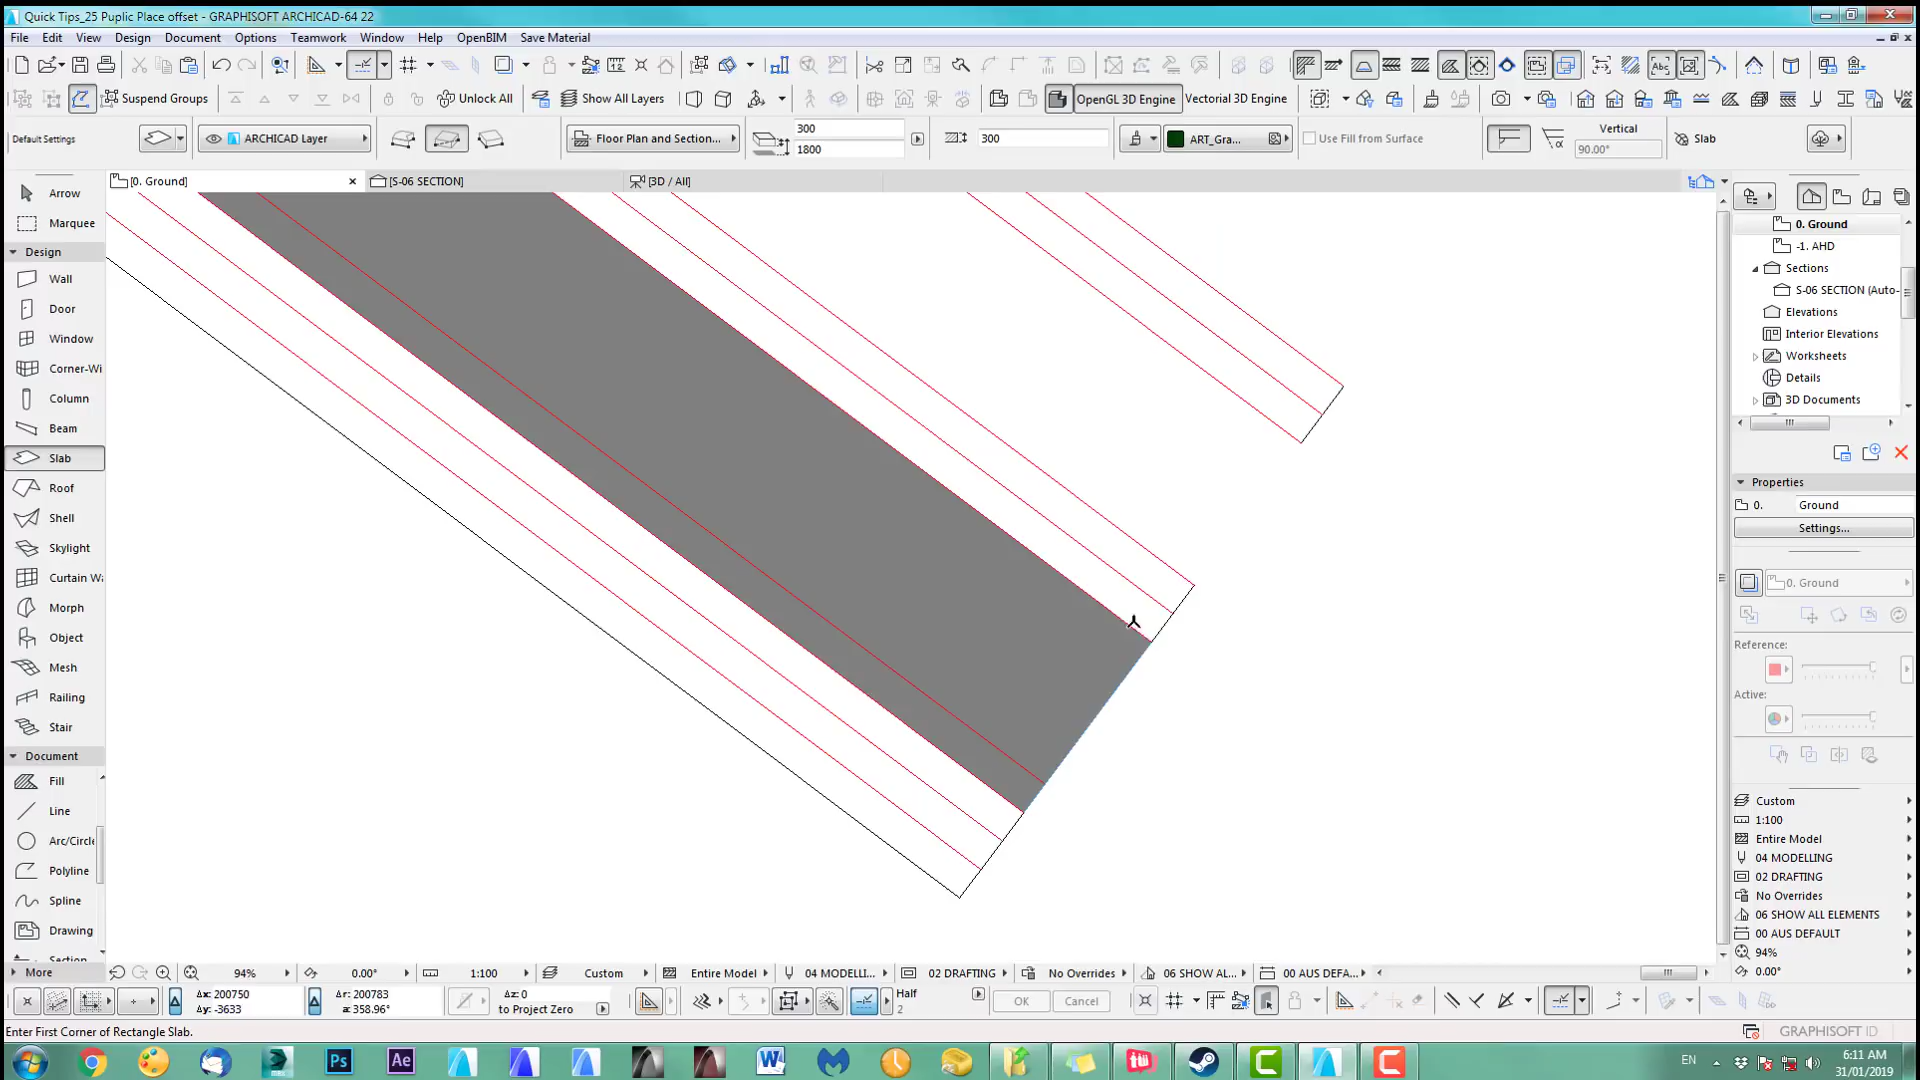 Quick Tips_25 Puplic Place offset - GRAPHISOFT ARCHICAD-64 22
File Edit View Design Document Options Teamwork Window Help OpenBIM Save Material
Suspend Groups Unlock All Show All Layers OpenGL 3D Engine Vectorial 3D Engine
Default Settings ARCHICAD Layer Floor Plan and Section... 300 1800 300 ART_Gra... Use Fill from Surface Vertical 90.00° Slab
[0. Ground] [S-06 SECTION] [3D / All]
Arrow
Marquee
Design
Wall
Door
Window
Corner-Wi
Column
Beam
Slab
Roof
Shell
Skylight
Curtain Wa
Morph
Object
Mesh
Railing
Stair
Document
Fill
Line
Arc/Circle
Polyline
Spline
Drawing
Section
More
0. Ground
-1. AHD
Sections
S-06 SECTION (Auto-
Elevations
Interior Elevations
Worksheets
Details
3D Documents
Properties
0. Ground
Settings...
0. Ground
Reference:
Active:
Custom
1:100
Entire Model
04 MODELLING
02 DRAFTING
No Overrides
06 SHOW ALL ELEMENTS
00 AUS DEFAULT
94%
0.00°
94% 0.00° 1:100 Custom Entire Model 04 MODELLI... 02 DRAFTING No Overrides 06 SHOW AL... 00 AUS DEFA...
Δx: 200750 Δr: 200783 Δz: 0 Half
Δy: -3633 a: 358.96° to Project Zero 2 OK Cancel
Enter First Corner of Rectangle Slab. GRAPHISOFT ID
Ps Ae W EN 6:11 AM
31/01/2019